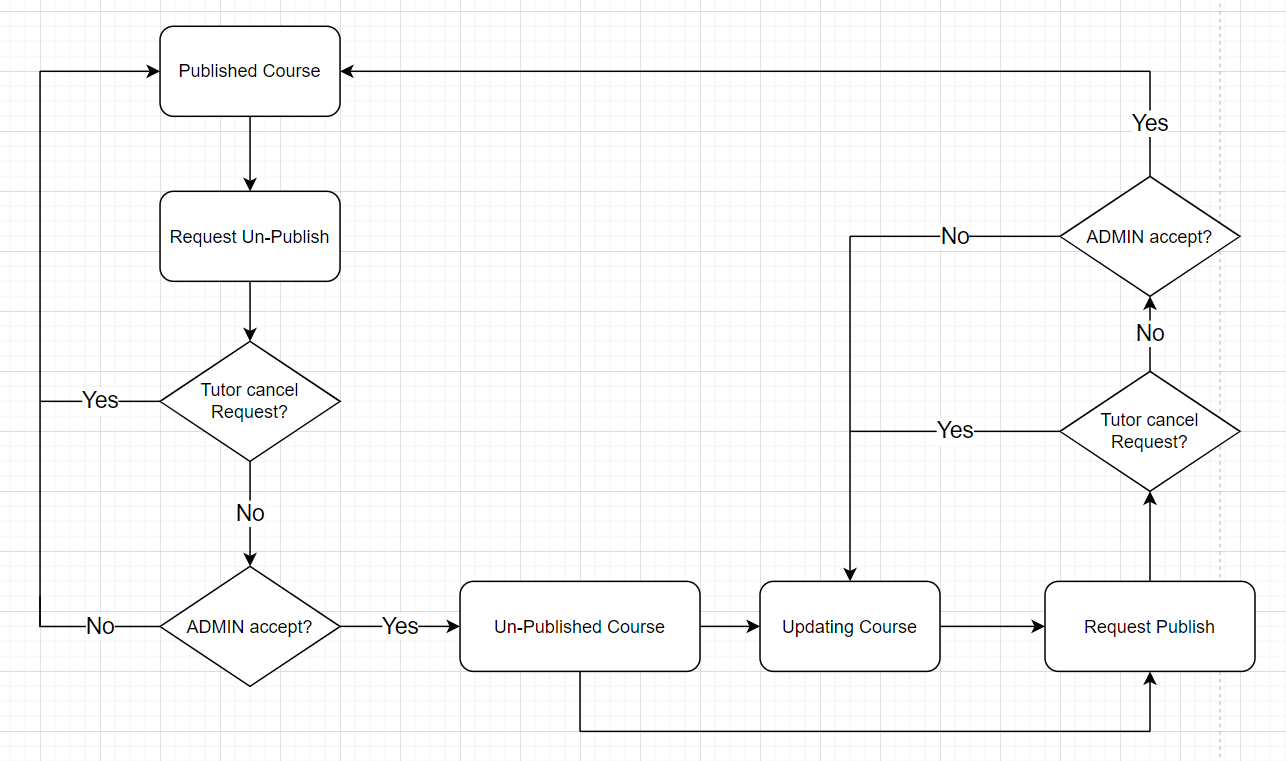 Published Course
Yes
Request Un-Publish
No
ADMIN accept?
No
Tutor cancel
Request?
Yes
Yes
Tutor cancel
Request?
No
No
ADMIN accept?
Yes
Un-Published Course
Updating Course
Request Publish